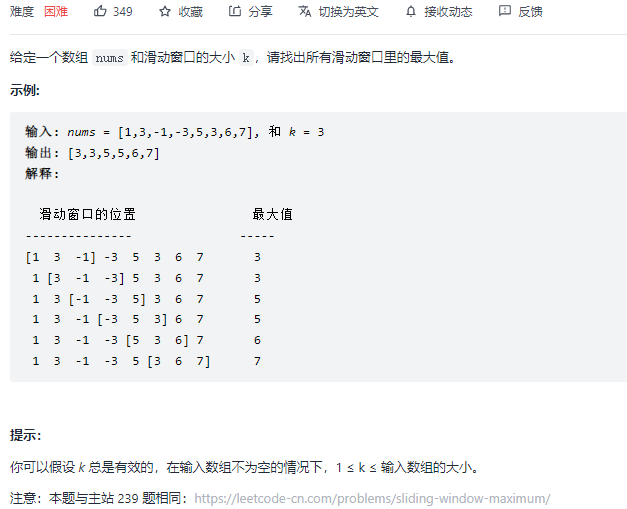 难度 困难 349 收藏 分享 切换为英文 接收动态 反馈
给定一个数组 nums 和滑动窗口的大小 k，请找出所有滑动窗口里的最大值。
示例:
输入: nums = [1,3,-1,-3,5,3,6,7], 和 k = 3
输出: [3,3,5,5,6,7]
解释:
滑动窗口的位置 最大值
--------------- -----
[1 3 -1] -3 5 3 6 7 3
1 [3 -1 -3] 5 3 6 7 3
1 3 [-1 -3 5] 3 6 7 5
1 3 -1 [-3 5 3] 6 7 5
1 3 -1 -3 [5 3 6] 7 6
1 3 -1 -3 5 [3 6 7] 7
提示：
你可以假设 k 总是有效的，在输入数组不为空的情况下，1 ≤ k ≤ 输入数组的大小。
注意：本题与主站 239 题相同：https://leetcode-cn.com/problems/sliding-window-maximum/